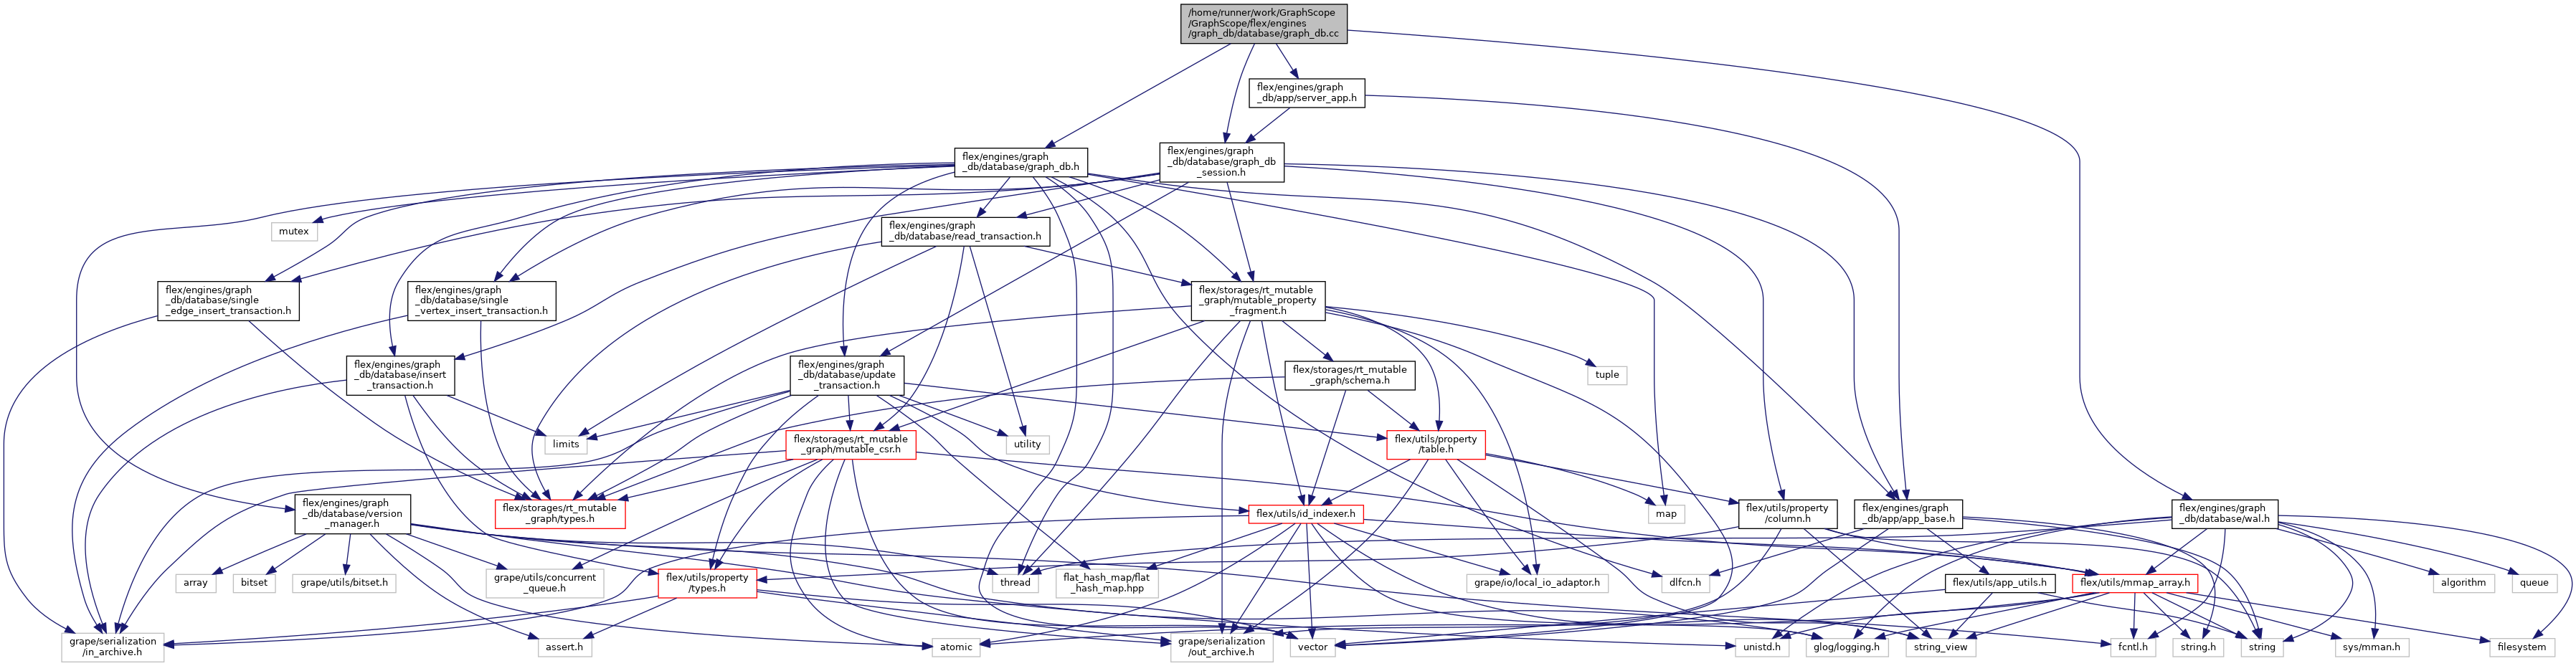 /home/runner/work/GraphScope
/GraphScope/flex/engines
/graph_db/database/graph_db.cc
flex/engines/graph
_db/app/server_app.h
flex/engines/graph
_db/database/graph_db.h
flex/engines/graph
_db/database/graph_db
_session.h
mutex
flex/engines/graph
_db/database/read_transaction.h
flex/engines/graph
_db/database/single
_edge_insert_transaction.h
flex/engines/graph
_db/database/single
_vertex_insert_transaction.h
flex/storages/rt_mutable
_graph/mutable_property
_fragment.h
flex/engines/graph
_db/database/insert
_transaction.h
flex/engines/graph
_db/database/update
_transaction.h
flex/storages/rt_mutable
_graph/schema.h
tuple
limits
flex/storages/rt_mutable
_graph/mutable_csr.h
utility
flex/utils/property
/table.h
flex/engines/graph
_db/database/version
_manager.h
flex/storages/rt_mutable
_graph/types.h
flex/utils/id_indexer.h
map
flex/utils/property
/column.h
flex/engines/graph
_db/app/app_base.h
flex/engines/graph
_db/database/wal.h
array
bitset
grape/utils/bitset.h
grape/utils/concurrent
_queue.h
flex/utils/property
/types.h
thread
flat_hash_map/flat
_hash_map.hpp
grape/io/local_io_adaptor.h
dlfcn.h
flex/utils/app_utils.h
flex/utils/mmap_array.h
algorithm
queue
grape/serialization
/in_archive.h
assert.h
atomic
grape/serialization
/out_archive.h
vector
unistd.h
glog/logging.h
string_view
fcntl.h
string.h
string
sys/mman.h
filesystem